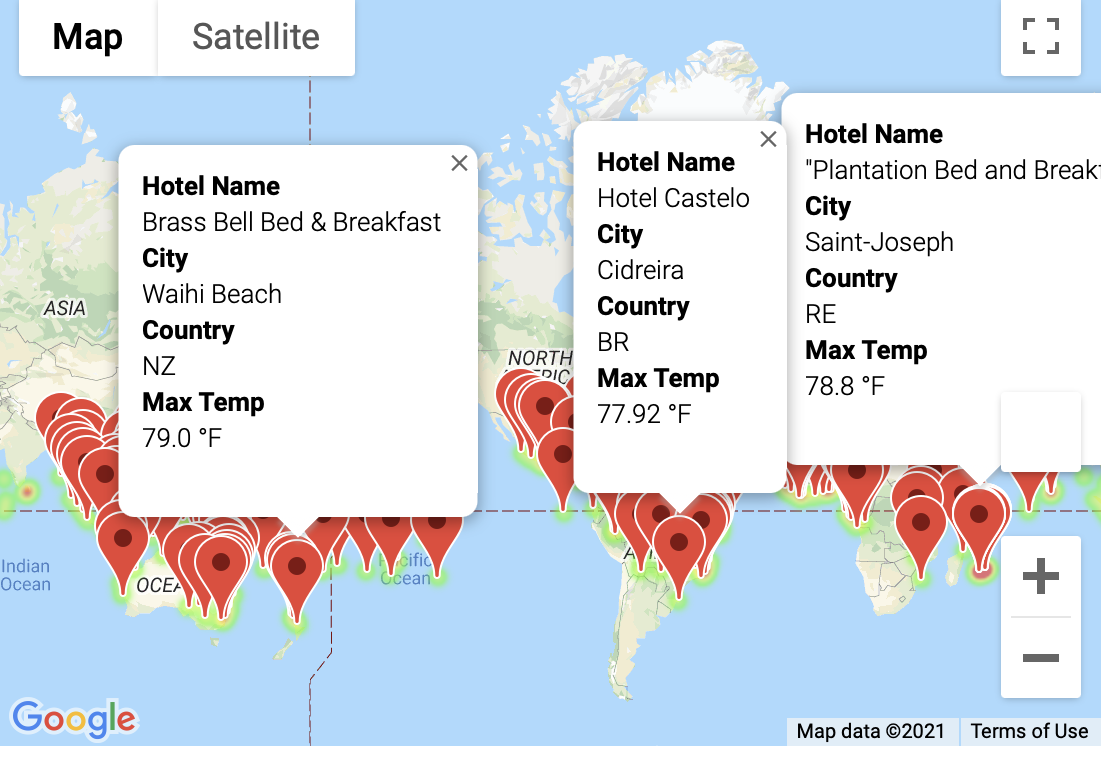 Map
Satellite
Hotel Name
Brass Bell Bed & Breakfast
City
Waihi Beach
Country
NZ
Max Temp
79.0 °F
Hotel Name
Hotel Castelo
City
Cidreira
Country
BR
Max Temp
77.92 °F
Hotel Name
"Plantation Bed and Breakf
City
Saint-Joseph
Country
RE
Max Temp
78.8 °F
ASIA
NORTH
Indian
Ocean
OCEA
Pacific
Ocean
Google
Map data ©2021
Terms of Use